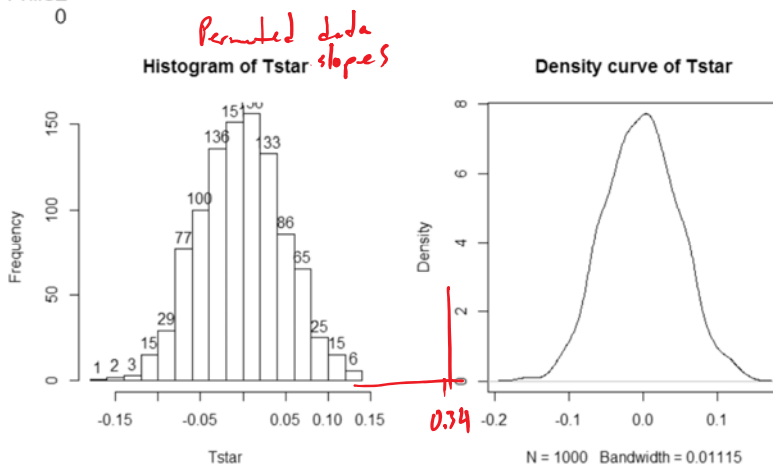 0
Permuted data
slopes
Histogram of Tstar
Frequency
150
100
50
0
1 2 3 15 29 77 100 136 151 133 86 65 25 15 6
-0.15 -0.05 0.05 0.10 0.15
Tstar
0.34
Density curve of Tstar
Density
8
6
4
2
0
-0.2 -0.1 0.0 0.1
N = 1000 Bandwidth = 0.01115